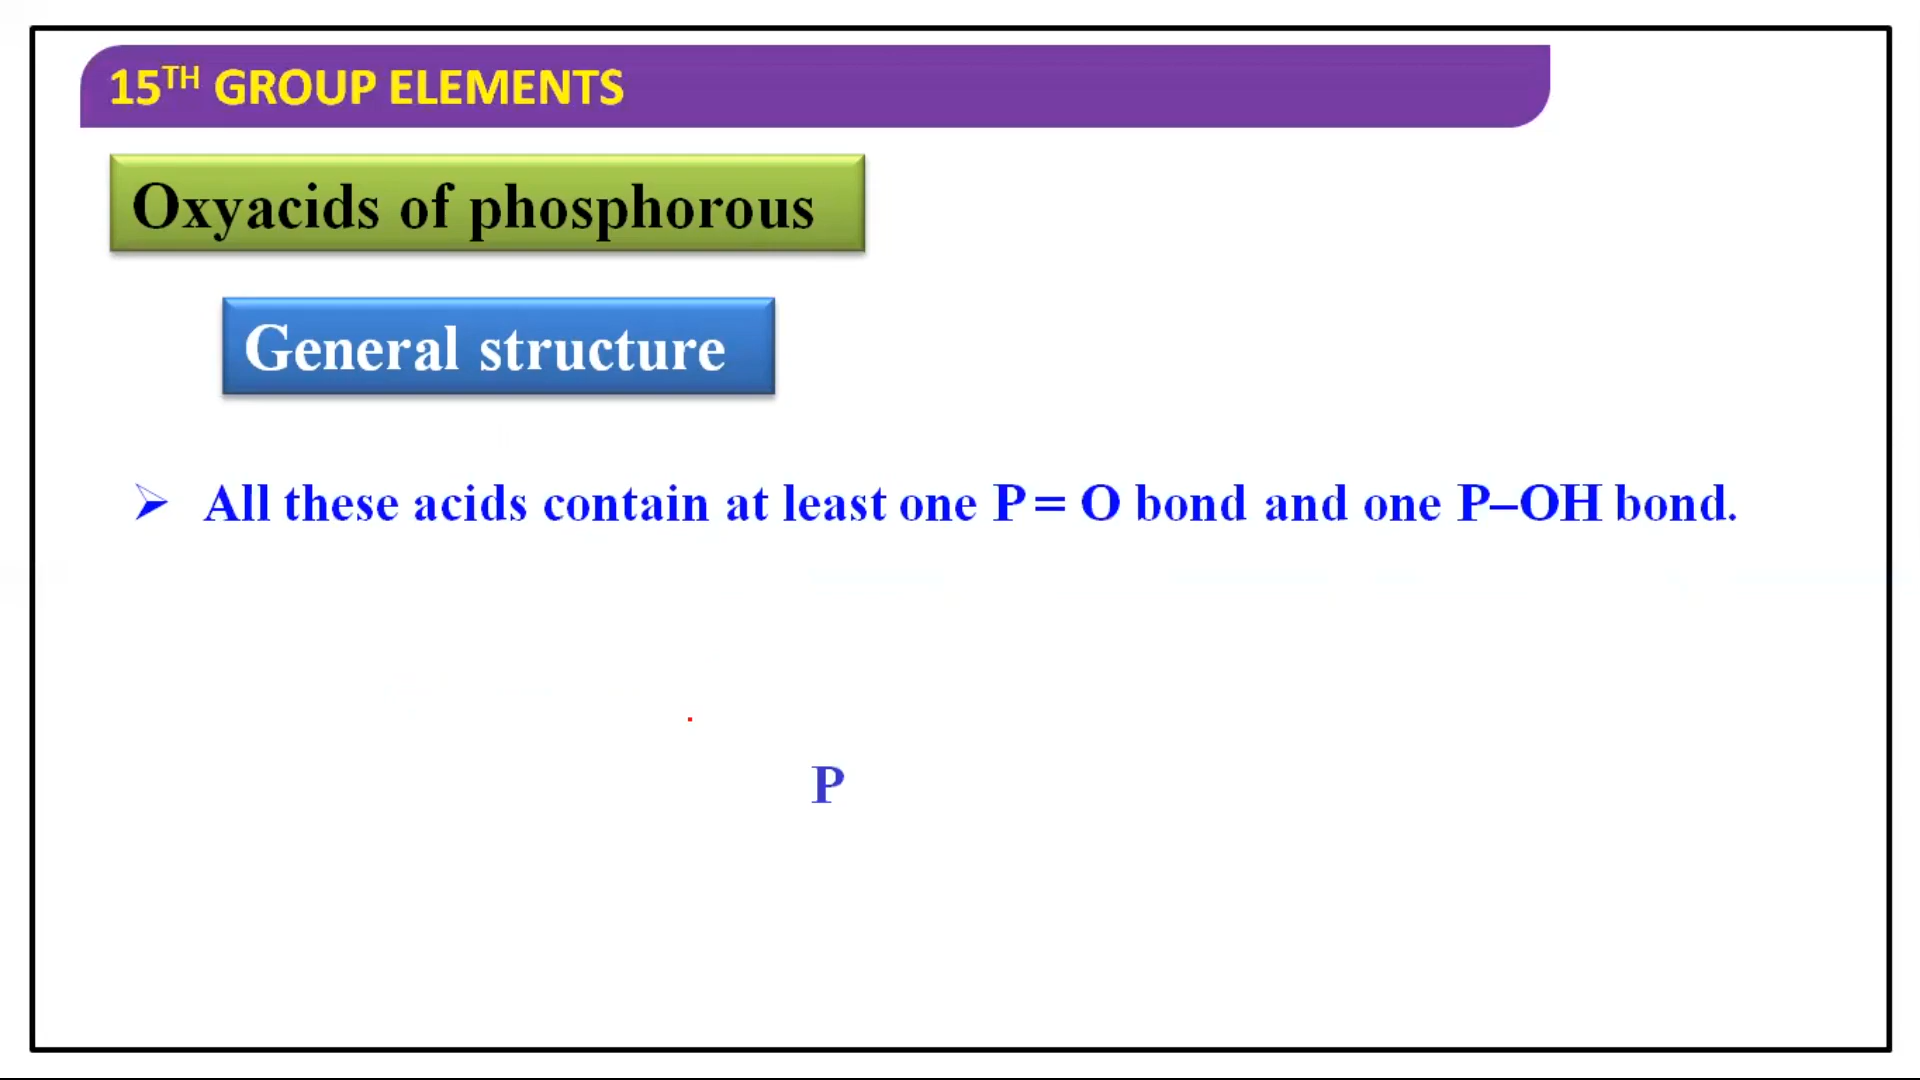 15TH GROUP ELEMENTS
Oxyacids of phosphorous
General structure
All these acids contain at least one P = O bond and one P–OH bond.
P